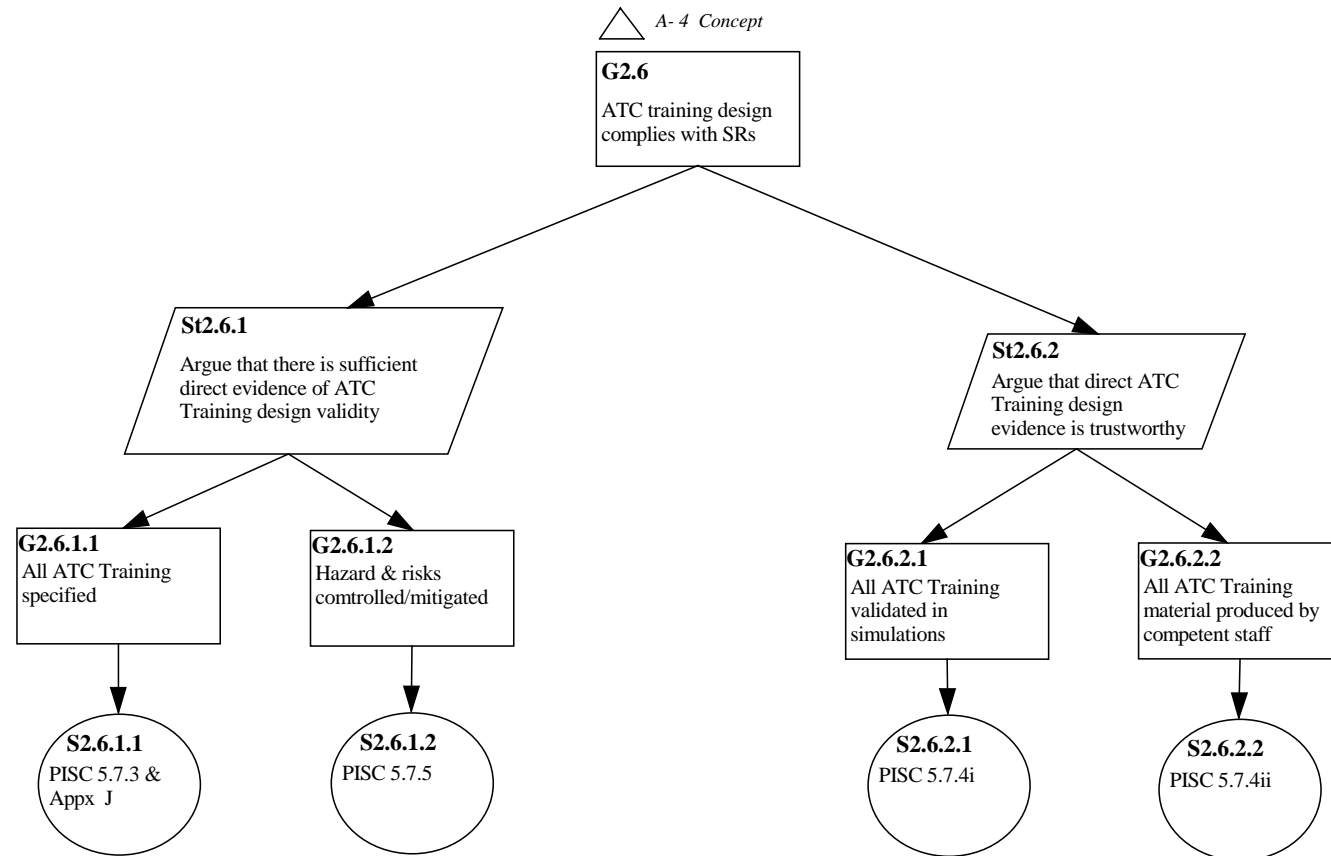 A- 4 Concept
G2.6
ATC training design
complies with SRs
St2.6.1
Argue that there is sufficient
direct evidence of ATC
Training design validity
St2.6.2
Argue that direct ATC
Training design
evidence is trustworthy
G2.6.1.1
All ATC Training
specified
G2.6.1.2
Hazard & risks
comtrolled/mitigated
G2.6.2.1
All ATC Training
validated in
simulations
G2.6.2.2
All ATC Training
material produced by
competent staff
S2.6.1.1
PISC 5.7.3 &
Appx J
S2.6.1.2
PISC 5.7.5
S2.6.2.1
PISC 5.7.4i
S2.6.2.2
PISC 5.7.4ii